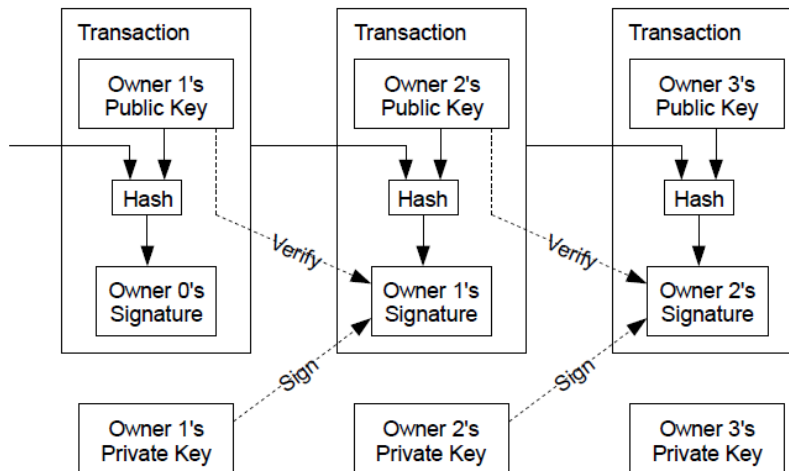 Transaction
Owner 1's
Public Key
Hash
Owner 0's
Signature
Transaction
Owner 2's
Public Key
Hash
Owner 1's
Signature
Transaction
Owner 3's
Public Key
Hash
Owner 2's
Signature
Verify
Verify
Sign
Sign
Owner 1's
Private Key
Owner 2's
Private Key
Owner 3's
Private Key